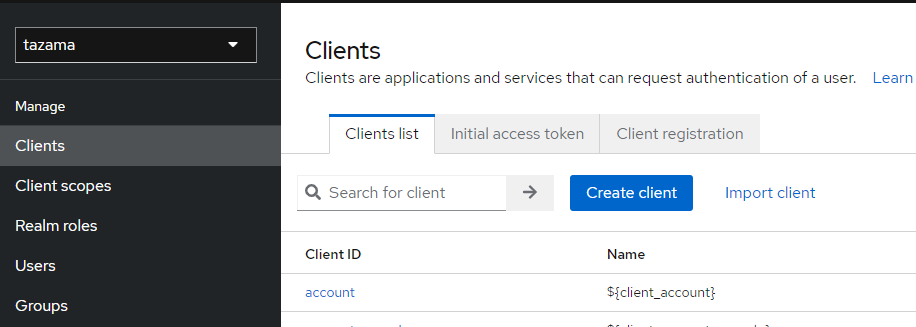 tazama
Manage
Clients
Client scopes
Realm roles
Users
Groups
Clients
Clients are applications and services that can request authentication of a user. Learn
Clients list Initial access token Client registration
Search for client Create client Import client
Client ID Name
account ${client_account}